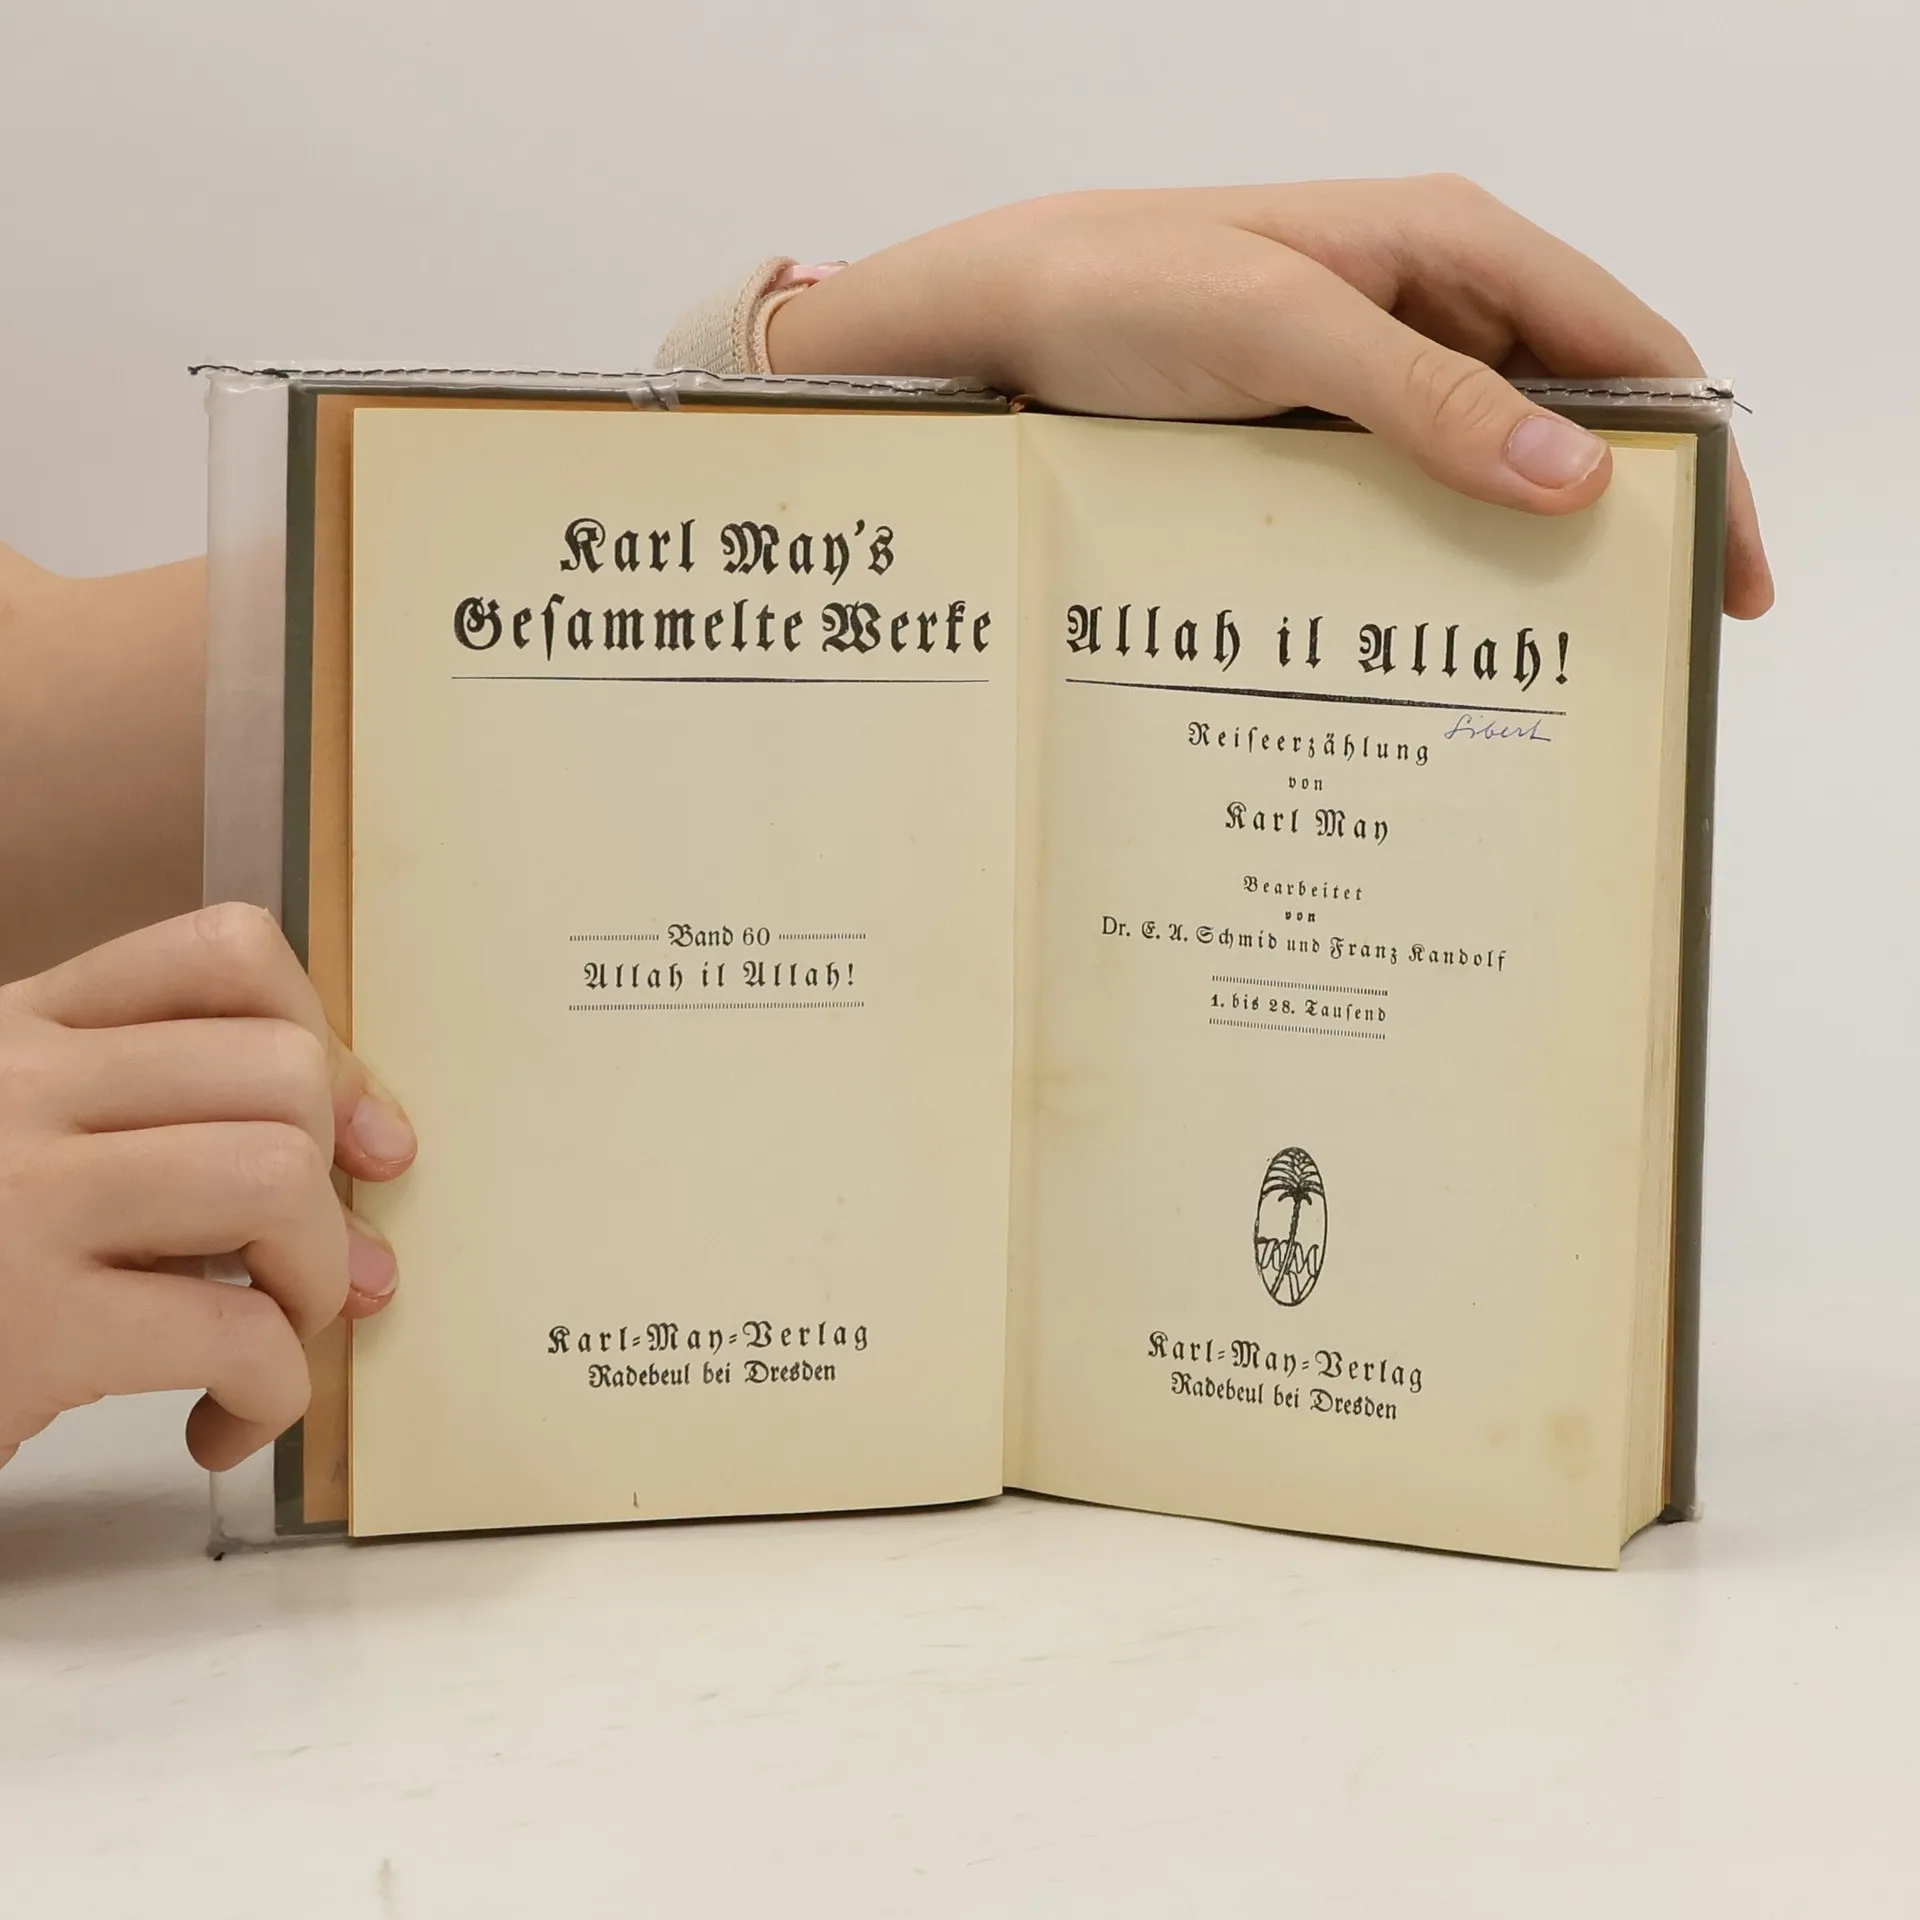 Karl May's
Gesammelte Werke
Band 60
Allah il Allah!
Karl-May-Verlag
Radebeul bei Dresden
Allah il Allah!
Libert
Reiseerzählung
von
Karl May
Bearbeitet
von
Dr. E. A. Schmid und Franz Kandolf
1. bis 28. Tausend
Karl-May-Verlag
Radebeul bei Dresden